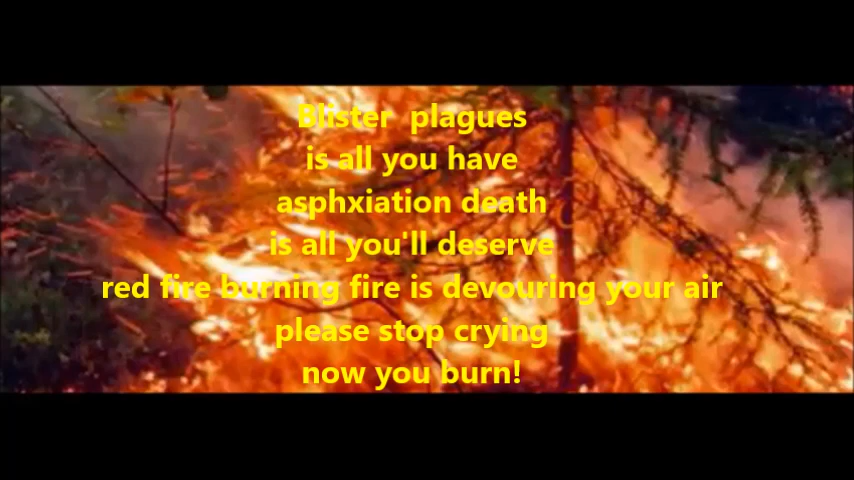 Blister  plagues
is all you have
asphxiation death
is all you'll deserve
red fire burning fire is devouring your air
please stop crying
now you burn!